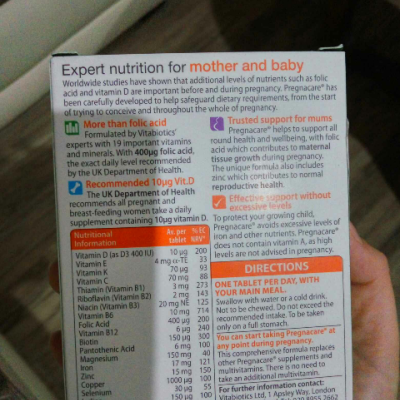 Expert nutrition for mother and baby
Worldwide studies have shown that additional levels of nutrients such as folic
acid and vitamin D are important before and during pregnancy. Pregnacare® has
been carefully developed to help safeguard dietary requirements, from the start
of trying to conceive and throughout the whole of pregnancy.
More than folic acid
Formulated by Vitabiotics'
experts with 19 important vitamins
and minerals. With 400µg folic acid,
the exact daily level recommended
by the UK Department of Health.
Recommended 10µg Vit.D
The UK Department of Health
recommends all pregnant and
breast-feeding women take a daily
supplement containing 10µg vitamin D.
Nutritional Information As. per tablet % EC NRV*
Vitamin D (as D3 400 IU) 10 µg 200
Vitamin E 4 mg α-TE 33
Vitamin K 70 µg 93
Vitamin C 70 mg 88
Thiamin (Vitamin B1) 3 mg 273
Riboflavin (Vitamin B2) 2 mg 143
Niacin (Vitamin B3) 20 mg NE 125
Vitamin B6 10 mg 714
Folic Acid 400 µg 200
Vitamin B12 6 µg 240
Biotin 150 µg 300
Pantothenic Acid 6 mg 100
Magnesium 150 mg 40
Iron 17 mg 121
Zinc 15 mg 150
Copper 1000 µg 100
Selenium 30 µg 55
150 µg 100
Trusted support for mums
Pregnacare® helps to support all
round health and wellbeing, with folic
acid which contributes to maternal
tissue growth during pregnancy.
The unique formula also includes
zinc which contributes to normal
reproductive health.
Effective support without
excessive levels
To protect your growing child,
Pregnacare® avoids excessive levels of
iron and other nutrients. Pregnacare®
does not contain vitamin A, as high
levels are not advised in pregnancy.
DIRECTIONS
ONE TABLET PER DAY, WITH
YOUR MAIN MEAL.
Swallow with water or a cold drink.
Not to be chewed. Do not exceed the
recommended intake. To be taken
only on a full stomach.
You can start taking Pregnacare® at
any point during pregnancy.
This comprehensive formula replaces
other Pregnacare® supplements and
multivitamins. There is no need to
take an additional multivitamin.
For further information contact:
Vitabiotics Ltd, 1 Apsley Way, London
020 8955 2662